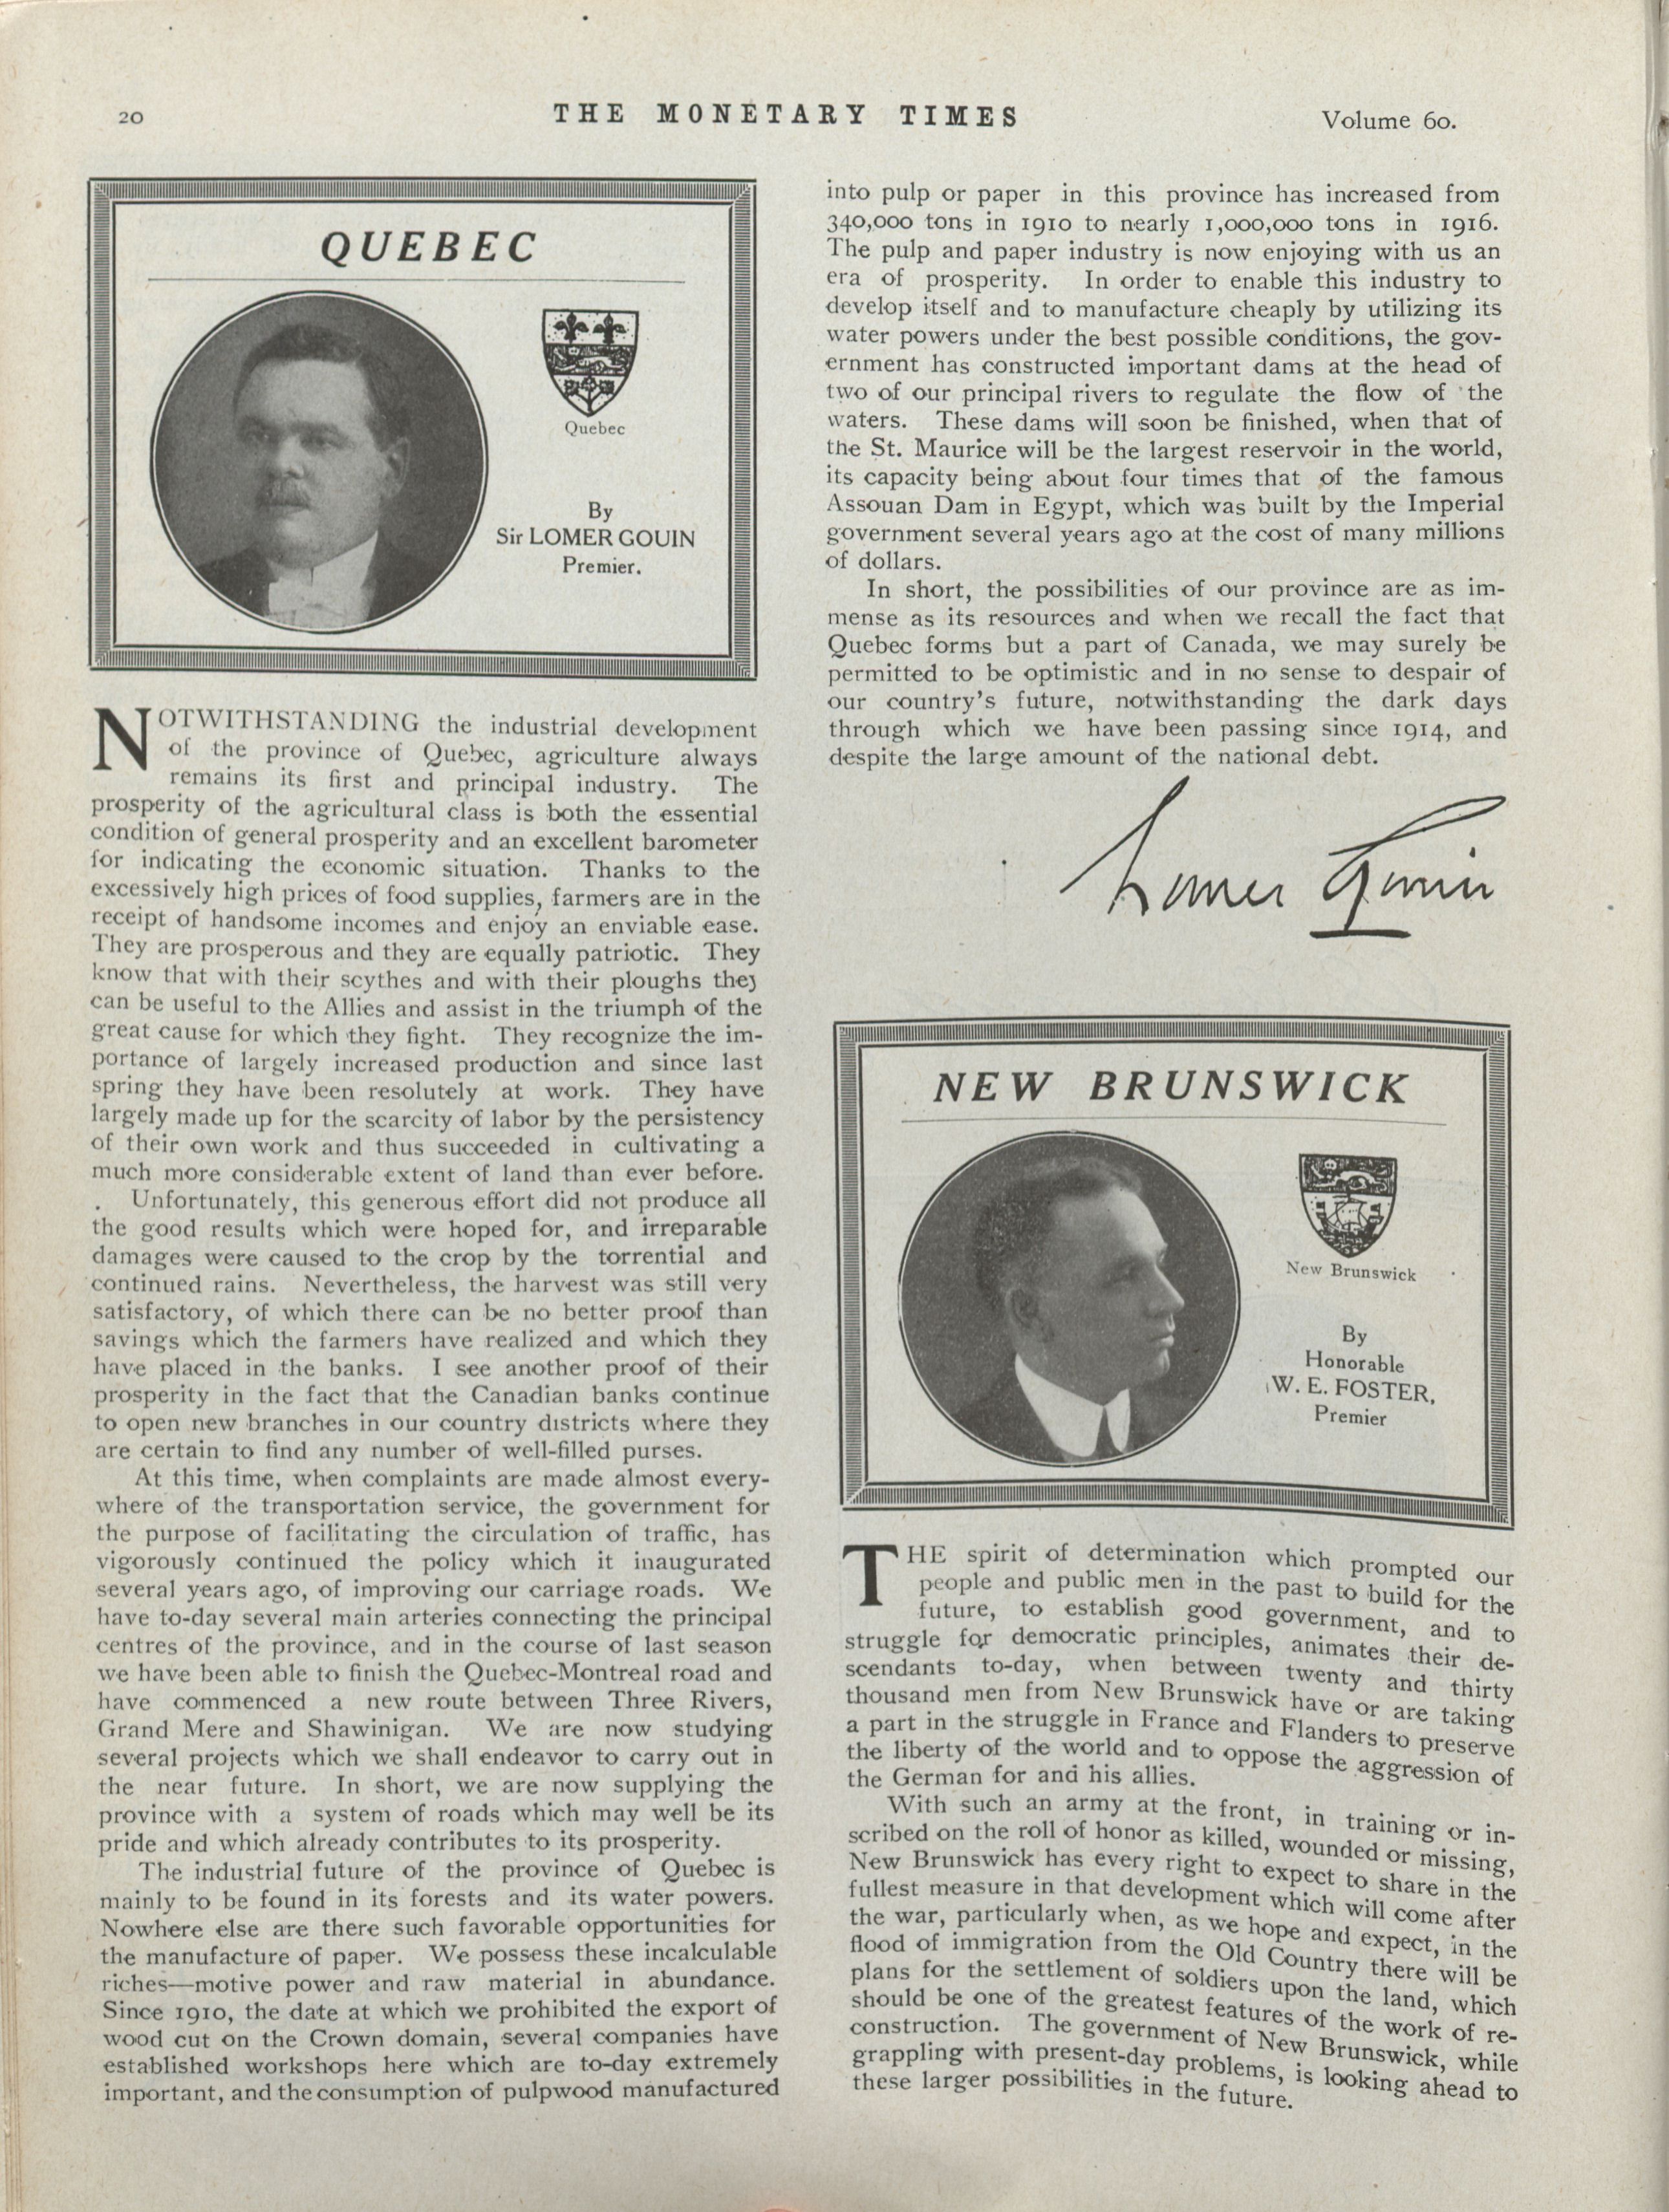 20
THE MONETARY TIMES
Volume 60.
QUEBEC
Quebec
By
Sir LOMER GOUIN
Premier.
NOTWITHSTANDING the industrial development
of the province of Quebec, agriculture always
remains its first and principal industry. The
prosperity of the agricultural class is both the essential
condition of general prosperity and an excellent barometer
for indicating the economic situation. Thanks to the
excessively high prices of food supplies, farmers are in the
receipt of handsome incomes and enjoy an enviable ease.
They are prosperous and they are equally patriotic. They
know that with their scythes and with their ploughs they
can be useful to the Allies and assist in the triumph of the
great cause for which they fight. They recognize the im-
portance of largely increased production and since last
spring they have been resolutely at work. They have
largely made up for the scarcity of labor by the persistency
of their own work and thus succeeded in cultivating a
much more considerable extent of land than ever before.
Unfortunately, this generous effort did not produce all
the good results which were hoped for, and irreparable
damages were caused to the crop by the torrential and
continued rains. Nevertheless, the harvest was still very
satisfactory, of which there can be no better proof than
savings which the farmers have realized and which they
have placed in the banks. I see another proof of their
prosperity in the fact that the Canadian banks continue
to open new branches in our country districts where they
are certain to find any number of well-filled purses.
At this time, when complaints are made almost every-
where of the transportation service, the government for
the purpose of facilitating the circulation of traffic, has
vigorously continued the policy which it inaugurated
several years ago, of improving our carriage roads. We
have to-day several main arteries connecting the principal
centres of the province, and in the course of last season
we have been able to finish the Quebec-Montreal road and
have commenced a new route between Three Rivers,
Grand Mere and Shawinigan. We are now studying
several projects which we shall endeavor to carry out in
the near future. In short, we are now supplying the
province with a system of roads which may well be its
pride and which already contributes to its prosperity.
The industrial future of the province of Quebec is
mainly to be found in its forests and its water powers.
Nowhere else are there such favorable opportunities for
the manufacture of paper. We possess these incalculable
riches—motive power and raw material in abundance.
Since 1910, the date at which we prohibited the export of
wood cut on the Crown domain, several companies have
established workshops here which are to-day extremely
important, and the consumption of pulpwood manufactured
into pulp or paper in this province has increased from
340,000 tons in 1910 to nearly 1,000,000 tons in 1916.
The pulp and paper industry is now enjoying with us an
era of prosperity. In order to enable this industry to
develop itself and to manufacture cheaply by utilizing its
water powers under the best possible conditions, the gov-
ernment has constructed important dams at the head of
two of our principal rivers to regulate the flow of the
waters. These dams will soon be finished, when that of
the St. Maurice will be the largest reservoir in the world,
its capacity being about four times that of the famous
Assouan Dam in Egypt, which was built by the Imperial
government several years ago at the cost of many millions
of dollars.
In short, the possibilities of our province are as im-
mense as its resources and when we recall the fact that
Quebec forms but a part of Canada, we may surely be
permitted to be optimistic and in no sense to despair of
our country's future, notwithstanding the dark days
through which we have been passing since 1914, and
despite the large amount of the national debt.
Lomer Gouin
NEW BRUNSWICK
New Brunswick
By
Honorable
W. E. FOSTER,
Premier
THE spirit of determination which prompted our
people and public men in the past to build for the
future, to establish good government, and to
struggle for democratic principles, animates their de-
scendants to-day, when between twenty and thirty
thousand men from New Brunswick have or are taking
a part in the struggle in France and Flanders to preserve
the liberty of the world and to oppose the aggression of
the German for and his allies.
With such an army at the front, in training or in-
scribed on the roll of honor as killed, wounded or missing,
New Brunswick has every right to expect to share in the
fullest measure in that development which will come after
the war, particularly when, as we hope and expect, in the
flood of immigration from the Old Country there will be
plans for the settlement of soldiers upon the land, which
should be one of the greatest features of the work of re-
construction. The government of New Brunswick, while
grappling with present-day problems, is looking ahead to
these larger possibilities in the future.